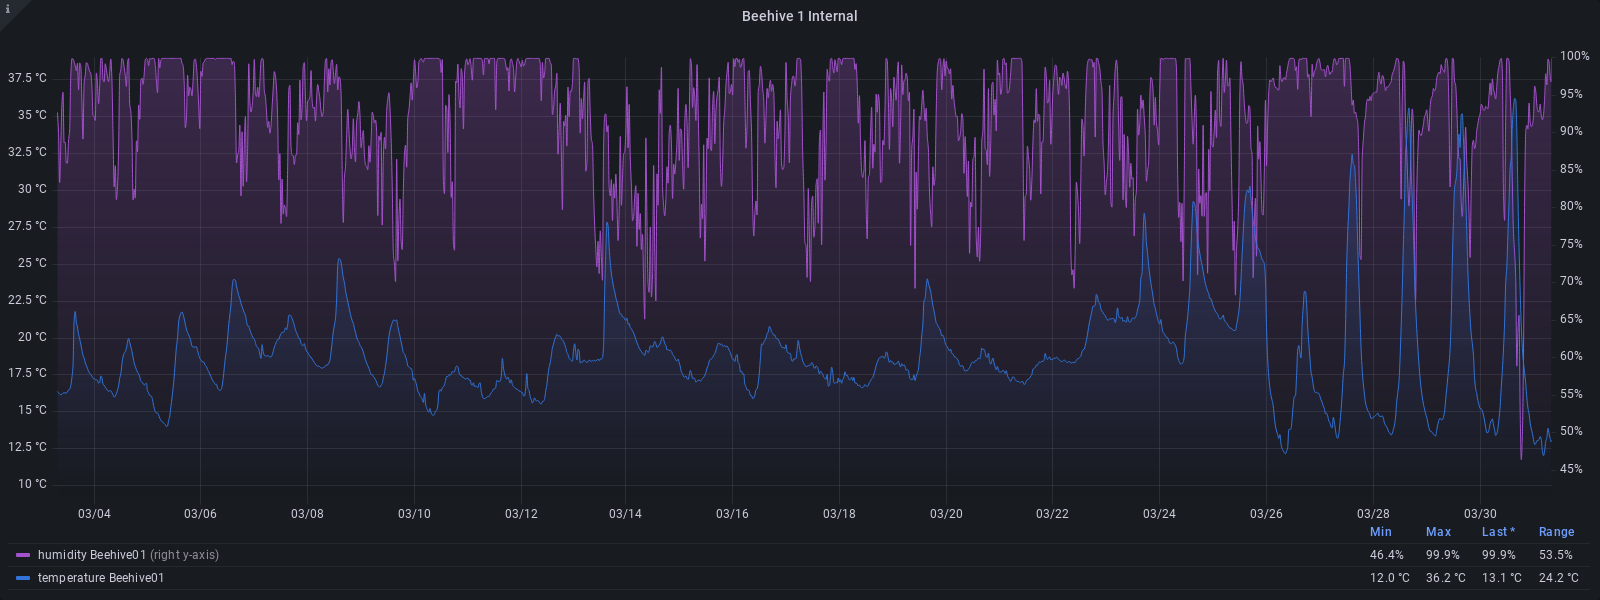 i
Beehive 1 Internal
37.5 °C
35 °C
32.5 °C
30 °C
27.5 °C
25 °C
22.5 °C
20 °C
17.5 °C
15 °C
12.5 °C
10 °C
100%
95%
90%
85%
80%
75%
70%
65%
60%
55%
50%
45%
03/04 03/06 03/08 03/10 03/12 03/14 03/16 03/18 03/20 03/22 03/24 03/26 03/28 03/30
Min Max Last * Range
humidity Beehive01 (right y-axis) 46.4% 99.9% 99.9% 53.5%
temperature Beehive01 12.0 °C 36.2 °C 13.1 °C 24.2 °C